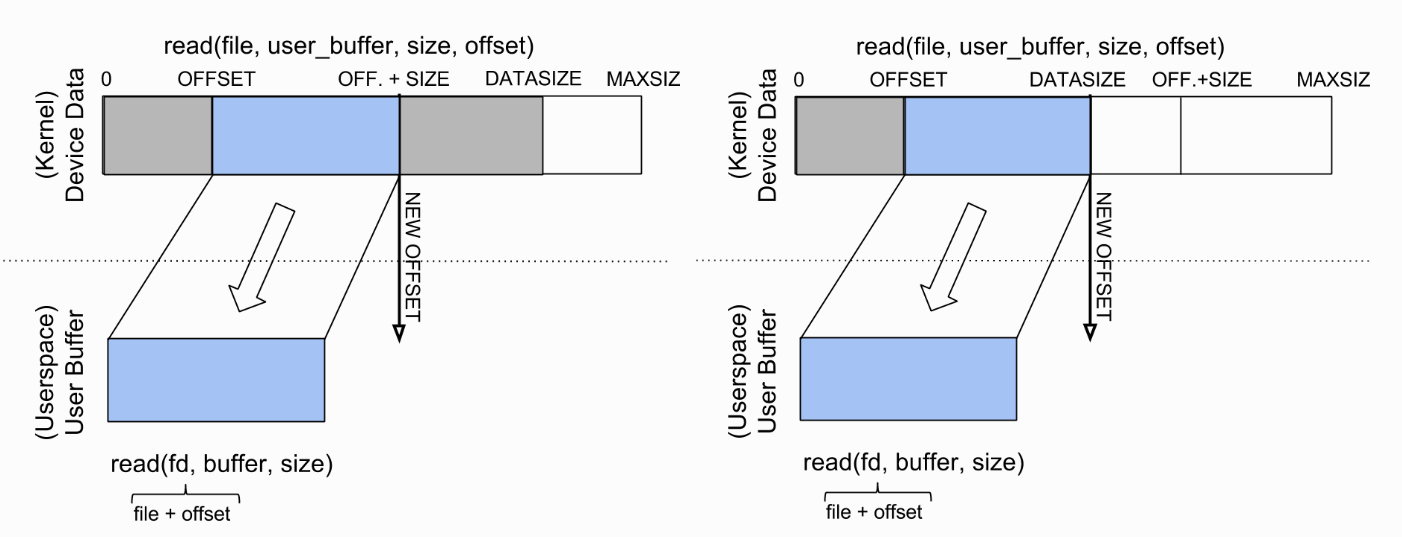 read(file, user_buffer, size, offset)
0 OFFSET OFF. + SIZE DATASIZE MAXSIZ
(Kernel)
Device Data
NEW OFFSET
(Userspace)
User Buffer
read(fd, buffer, size)
file + offset
read(file, user_buffer, size, offset)
0 OFFSET DATASIZE OFF.+SIZE MAXSIZ
(Kernel)
Device Data
NEW OFFSET
(Userspace)
User Buffer
read(fd, buffer, size)
file + offset